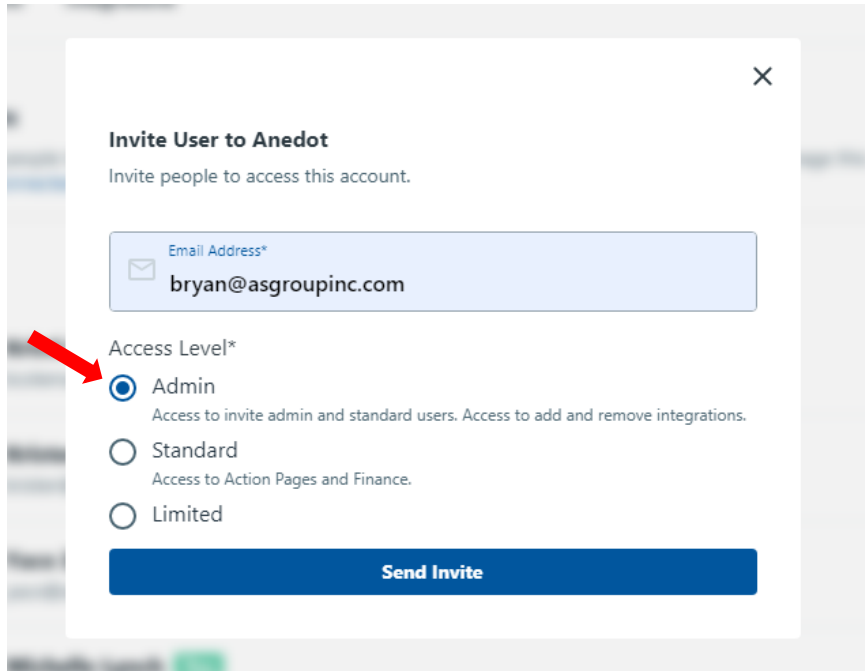 Invite User to Anedot
Invite people to access this account.
Email Address*
bryan@asgroupinc.com
Access Level*
Admin
Access to invite admin and standard users. Access to add and remove integrations.
Standard
Access to Action Pages and Finance.
Limited
Send Invite